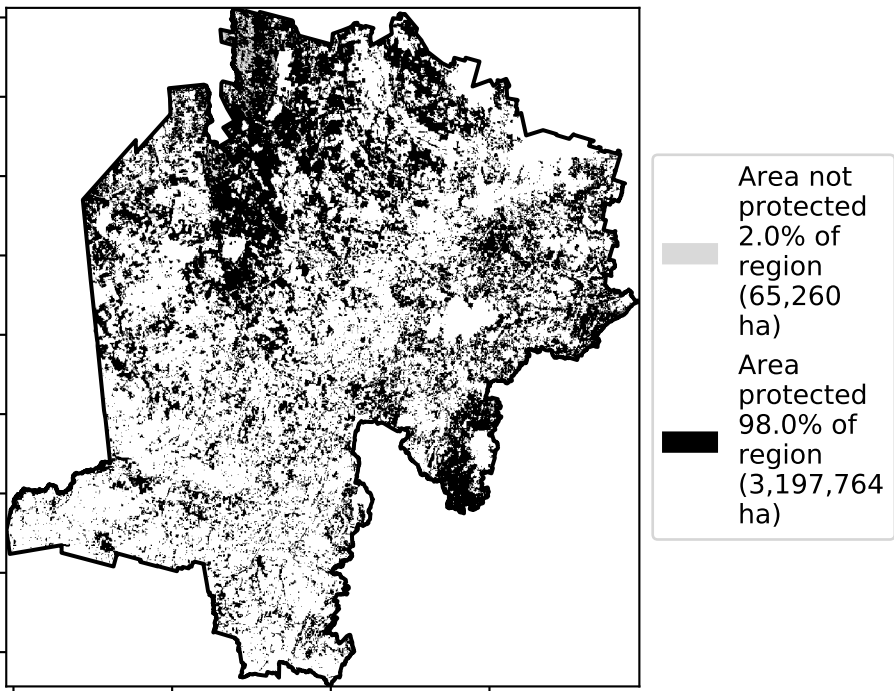 Area not
protected
2.0% of
region
(65,260
ha)
Area
protected
98.0% of
region
(3,197,764
ha)